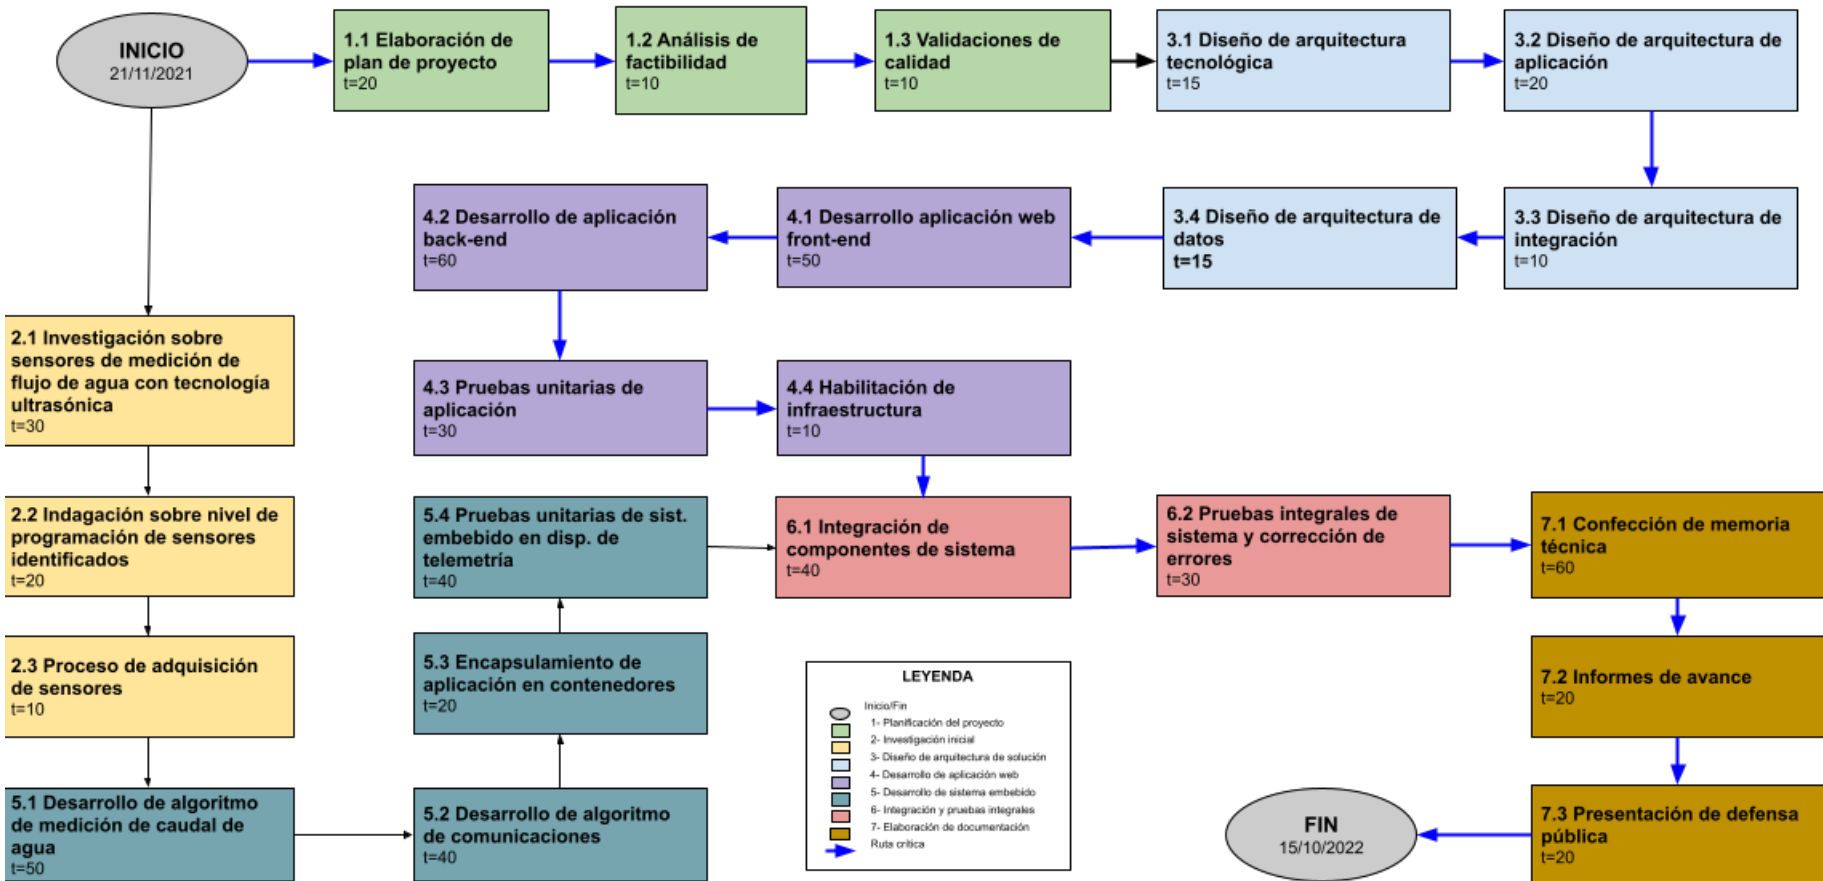 INICIO
21/11/2021
1.1 Elaboración de
plan de proyecto
t=20
1.2 Análisis de
factibilidad
t=10
1.3 Validaciones de
calidad
t=10
3.1 Diseño de arquitectura
tecnológica
t=15
3.2 Diseño de arquitectura de
aplicación
t=20
4.2 Desarrollo de aplicación
back-end
t=60
4.1 Desarrollo aplicación web
front-end
t=50
3.4 Diseño de arquitectura de
datos
t=15
3.3 Diseño de arquitectura de
integración
t=10
2.1 Investigación sobre
sensores de medición de
flujo de agua con tecnología
ultrasónica
t=30
4.3 Pruebas unitarias de
aplicación
t=30
4.4 Habilitación de
infraestructura
t=10
2.2 Indagación sobre nivel de
programación de sensores
identificados
t=20
5.4 Pruebas unitarias de sist.
embebido en disp. de
telemetría
t=40
6.1 Integración de
componentes de sistema
t=40
6.2 Pruebas integrales de
sistema y corrección de
errores
t=30
7.1 Confección de memoria
técnica
t=60
2.3 Proceso de adquisición
de sensores
t=10
5.3 Encapsulamiento de
aplicación en contenedores
t=20
7.2 Informes de avance
t=20
5.1 Desarrollo de algoritmo
de medición de caudal de
agua
t=50
5.2 Desarrollo de algoritmo
de comunicaciones
t=40
LEYENDA
Inicio/Fin
1- Planificación del proyecto
2- Investigación inicial
3- Diseño de arquitectura de solución
4- Desarrollo de aplicación web
5- Desarrollo de sistema embebido
6- Integración y pruebas integrales
7- Elaboración de documentación
Ruta crítica
FIN
15/10/2022
7.3 Presentación de defensa
pública
t=20